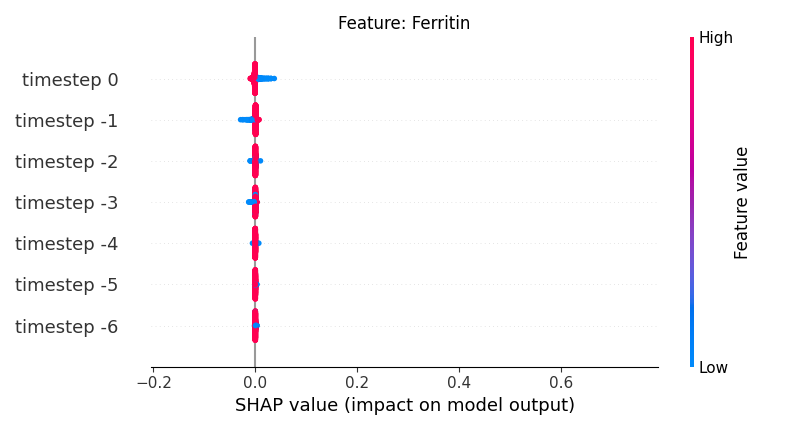 Feature: Ferritin
High
timestep 0
timestep -1
timestep -2
timestep -3
timestep -4
timestep -5
timestep -6
Feature value
Low
−0.2 0.0 0.2 0.4 0.6
SHAP value (impact on model output)